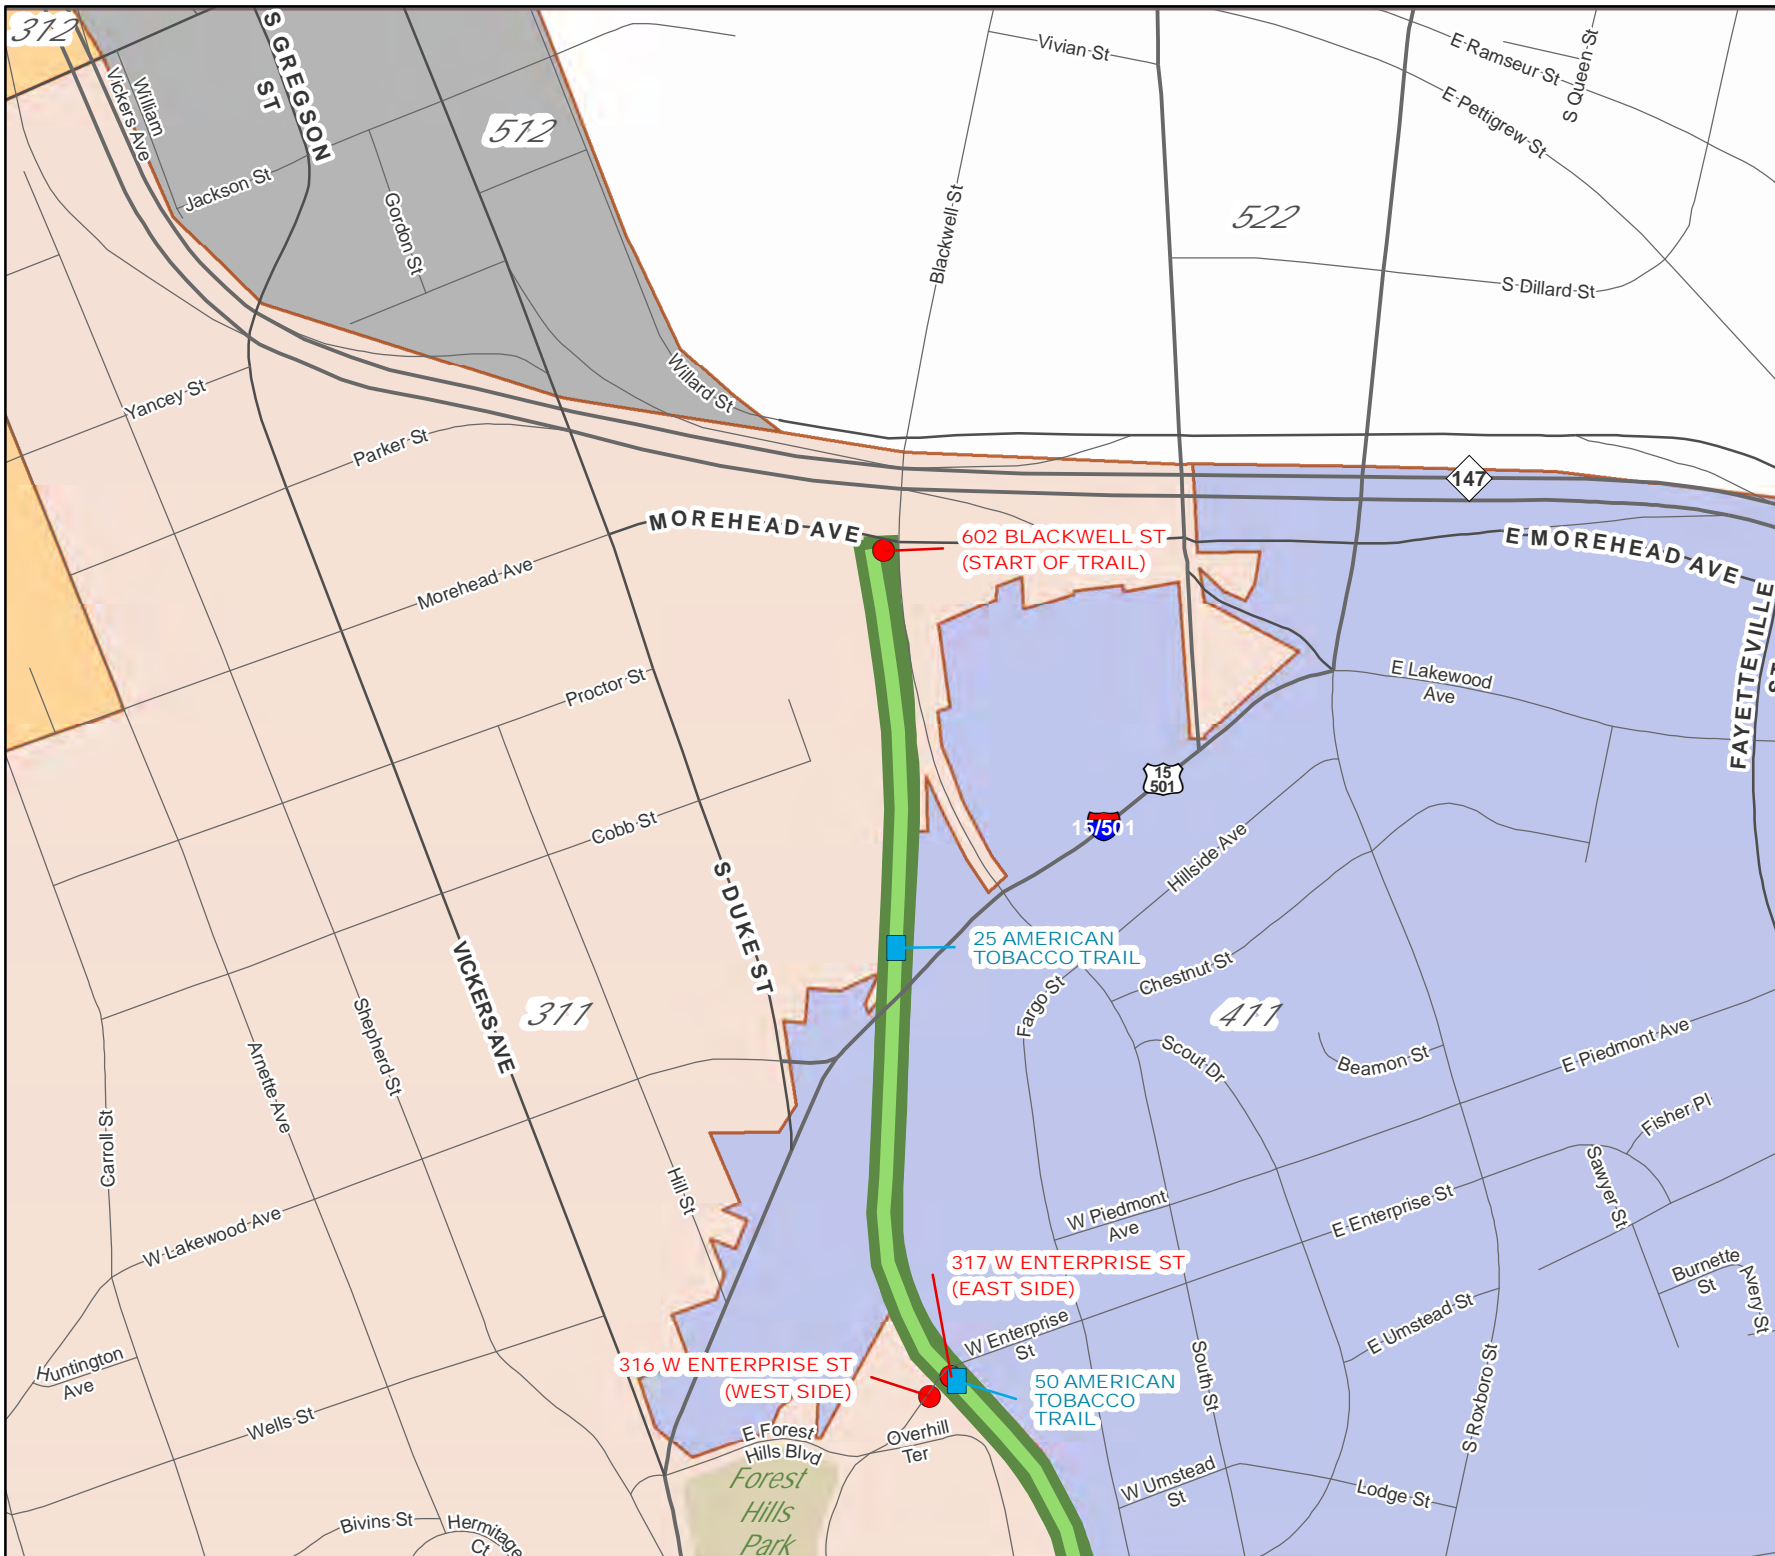 312
S GREGSON
ST
William
Vickers Ave
512
Jackson St
Gordon St
Vivian St
E Ramseur St
S Queen St
E Pettigrew St
Blackwell St
522
S Dillard St
Willard St
Yancey St
Parker St
147
MOREHEAD AVE
602 BLACKWELL ST
(START OF TRAIL)
E MOREHEAD AVE
Morehead Ave
FAYETTEVILLE
ST
Proctor St
E Lakewood
Ave
15
501
15/501
Cobb St
Hillside Ave
S DUKE ST
25 AMERICAN
TOBACCO TRAIL
VICKERS AVE
311
Chestnut St
Fargo St
411
Shepherd St
Arnette Ave
Scout Dr
Beamon St
E Piedmont Ave
Carroll St
Fisher Pl
Hill St
Sawyer St
W Lakewood Ave
W Piedmont
Ave
E Enterprise St
317 W ENTERPRISE ST
(EAST SIDE)
Burnette
St
Avery St
W Enterprise
St
E Umstead St
Huntington
Ave
316 W ENTERPRISE ST
(WEST SIDE)
South St
S Roxboro St
50 AMERICAN
TOBACCO
TRAIL
Wells St
E Forest
Hills Blvd
Overhill
Ter
Forest
Hills
Park
W Umstead
St
Lodge St
Bivins St
Hermitage
Ct